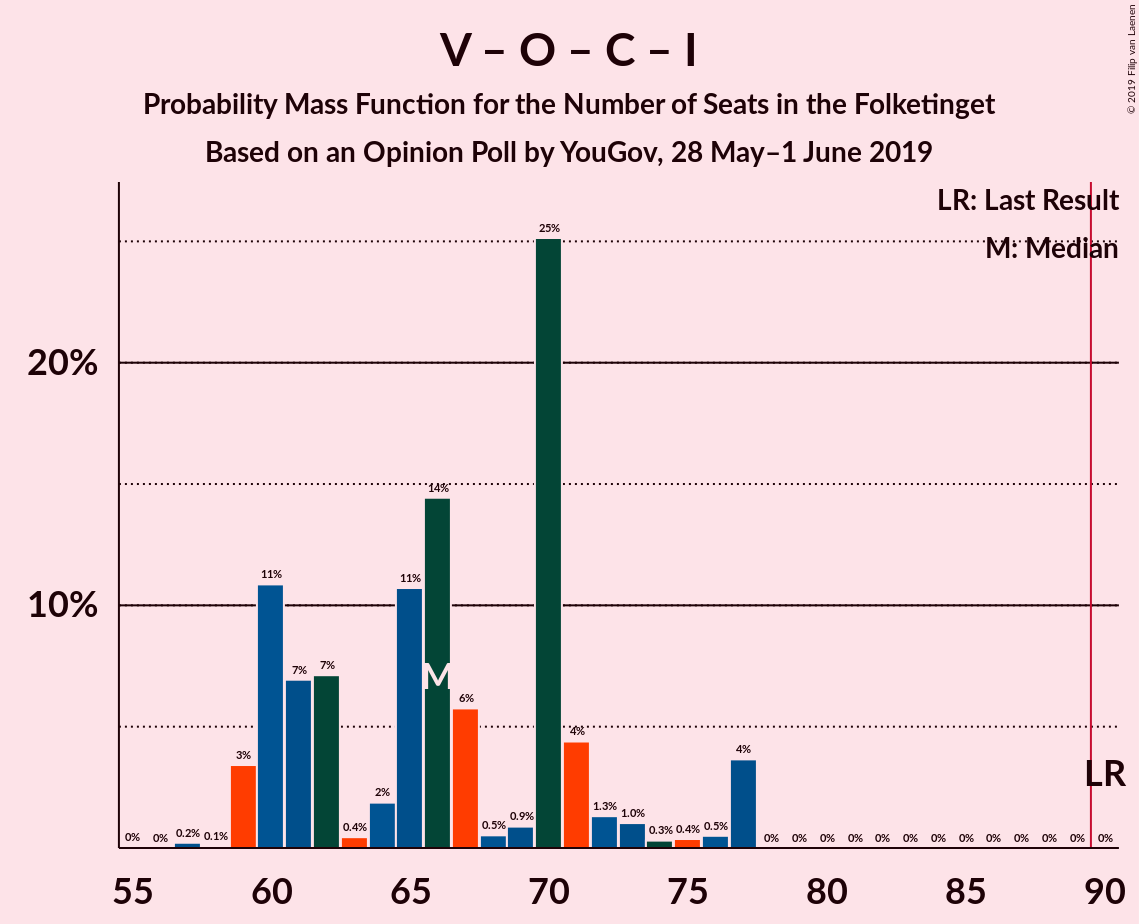 V – O – C – I
Probability Mass Function for the Number of Seats in the Folketinget
Based on an Opinion Poll by YouGov, 28 May–1 June 2019
© 2019 Filip van Laenen
LR: Last Result
M: Median
20%
10%
0% 0% 0.2% 0.1% 3% 11% 7% 7% 0.4% 2% 11% 14% 6% 0.5% 0.9% 25% 4% 1.3% 1.0% 0.3% 0.4% 0.5% 4% 0% 0% 0% 0% 0% 0% 0% 0% 0% 0% 0% 0% 0%
M
LR
55 60 65 70 75 80 85 90